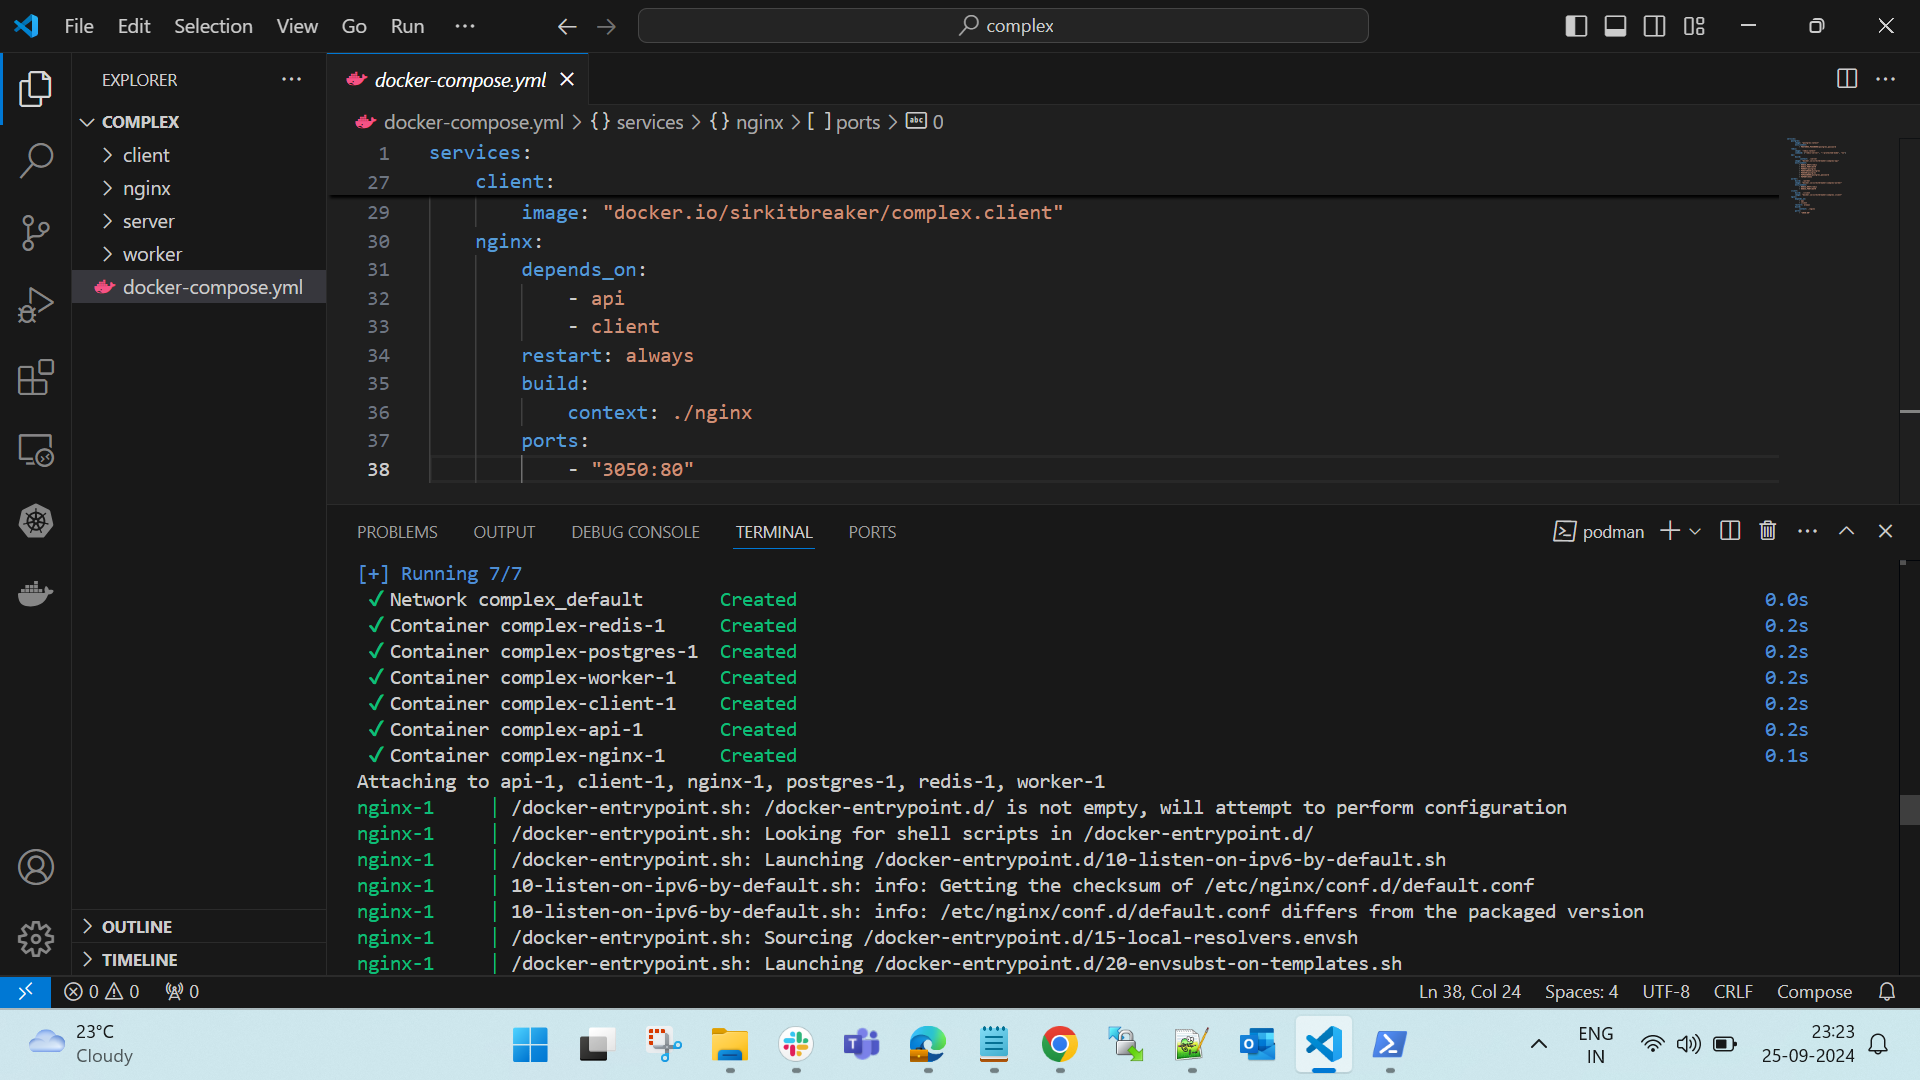 File Edit Selection View Go Run ···
complex
EXPLORER
COMPLEX
client
nginx
server
worker
docker-compose.yml
OUTLINE
TIMELINE
docker-compose.yml
docker-compose.yml > {} services > {} nginx > [ ] ports > abc 0
1 services:
27 client:
29 image: "docker.io/sirkitbreaker/complex.client"
30 nginx:
31 depends_on:
32 - api
33 - client
34 restart: always
35 build:
36 context: ./nginx
37 ports:
38 - "3050:80"
PROBLEMS OUTPUT DEBUG CONSOLE TERMINAL PORTS
podman
[+] Running 7/7
✓ Network complex_default Created 0.0s
✓ Container complex-redis-1 Created 0.2s
✓ Container complex-postgres-1 Created 0.2s
✓ Container complex-worker-1 Created 0.2s
✓ Container complex-client-1 Created 0.2s
✓ Container complex-api-1 Created 0.2s
✓ Container complex-nginx-1 Created 0.1s
Attaching to api-1, client-1, nginx-1, postgres-1, redis-1, worker-1
nginx-1 | /docker-entrypoint.sh: /docker-entrypoint.d/ is not empty, will attempt to perform configuration
nginx-1 | /docker-entrypoint.sh: Looking for shell scripts in /docker-entrypoint.d/
nginx-1 | /docker-entrypoint.sh: Launching /docker-entrypoint.d/10-listen-on-ipv6-by-default.sh
nginx-1 | 10-listen-on-ipv6-by-default.sh: info: Getting the checksum of /etc/nginx/conf.d/default.conf
nginx-1 | 10-listen-on-ipv6-by-default.sh: info: /etc/nginx/conf.d/default.conf differs from the packaged version
nginx-1 | /docker-entrypoint.sh: Sourcing /docker-entrypoint.d/15-local-resolvers.envsh
nginx-1 | /docker-entrypoint.sh: Launching /docker-entrypoint.d/20-envsubst-on-templates.sh
0 0 0
Ln 38, Col 24 Spaces: 4 UTF-8 CRLF Compose
23°C
Cloudy
ENG
IN
23:23
25-09-2024